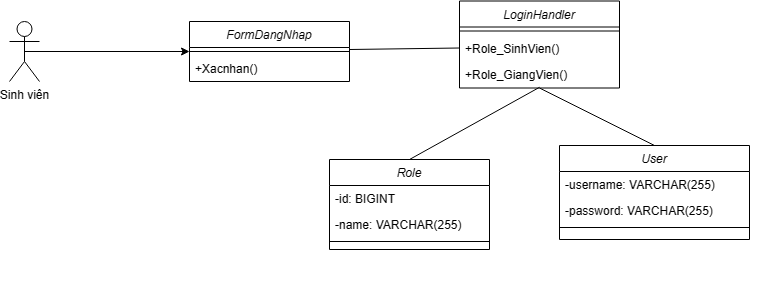 LoginHandler
+Role_SinhVien()
+Role_GiangVien()
FormDangNhap
+Xacnhan()
Sinh viên
Role
-id: BIGINT
-name: VARCHAR(255)
User
-username: VARCHAR(255)
-password: VARCHAR(255)